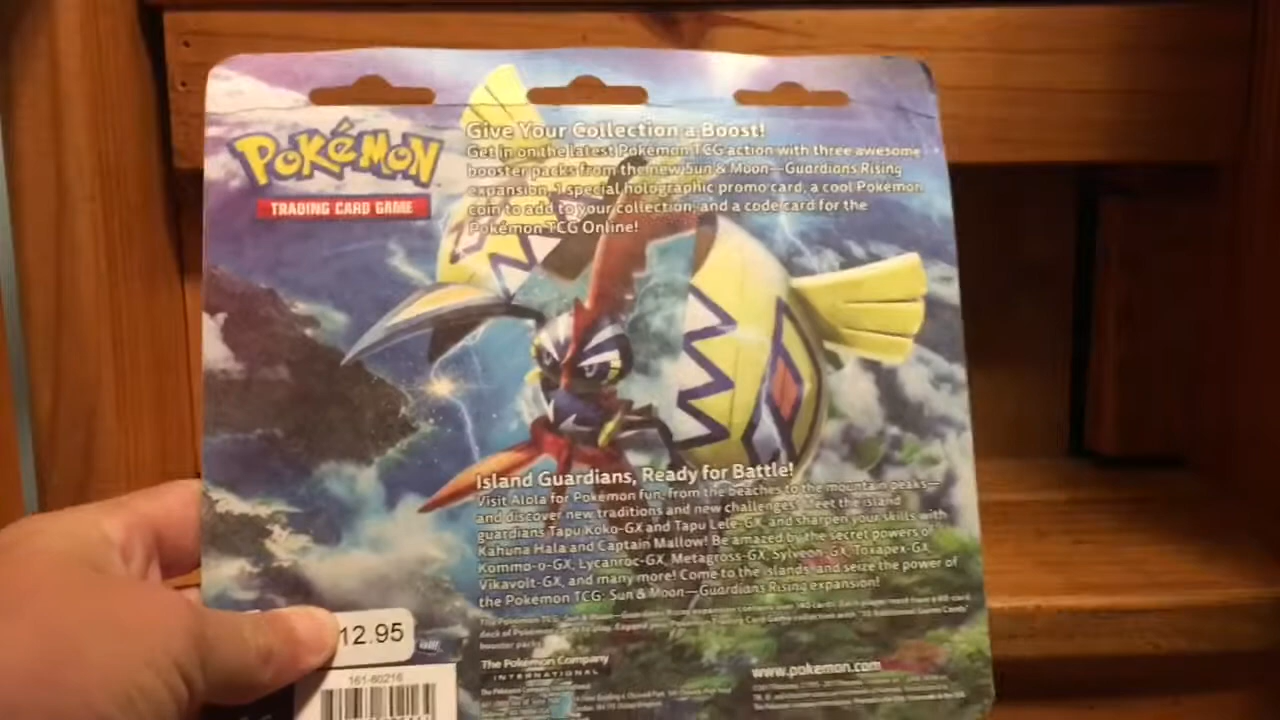 POKéMON
TRADING CARD GAME
Give Your Collection a Boost!
Get in on the latest Pokémon TCG action with three awesome
booster packs from the new Sun & Moon—Guardians Rising
expansion, 1 special holographic promo card, a cool Pokémon
coin to add to your collection, and a code card for the
Pokémon TCG Online!
Island Guardians, Ready for Battle!
Visit Alola for Pokémon fun, from the beaches to the mountain peaks—
and discover new traditions and new challenges! Meet the island
guardians Tapu Koko-GX and Tapu Lele-GX, and sharpen your skills with
Kahuna Hala and Captain Mallow! Be amazed by the secret powers of
Kommo-o-GX, Lycanroc-GX, Metagross-GX, Sylveon-GX, Toxapex-GX,
Vikavolt-GX, and many more! Come to the islands, and seize the power of
the Pokémon TCG: Sun & Moon—Guardians Rising expansion!
booster packs
The Pokémon Company
INTERNATIONAL
www.pokemon.com
12.95
161-80216